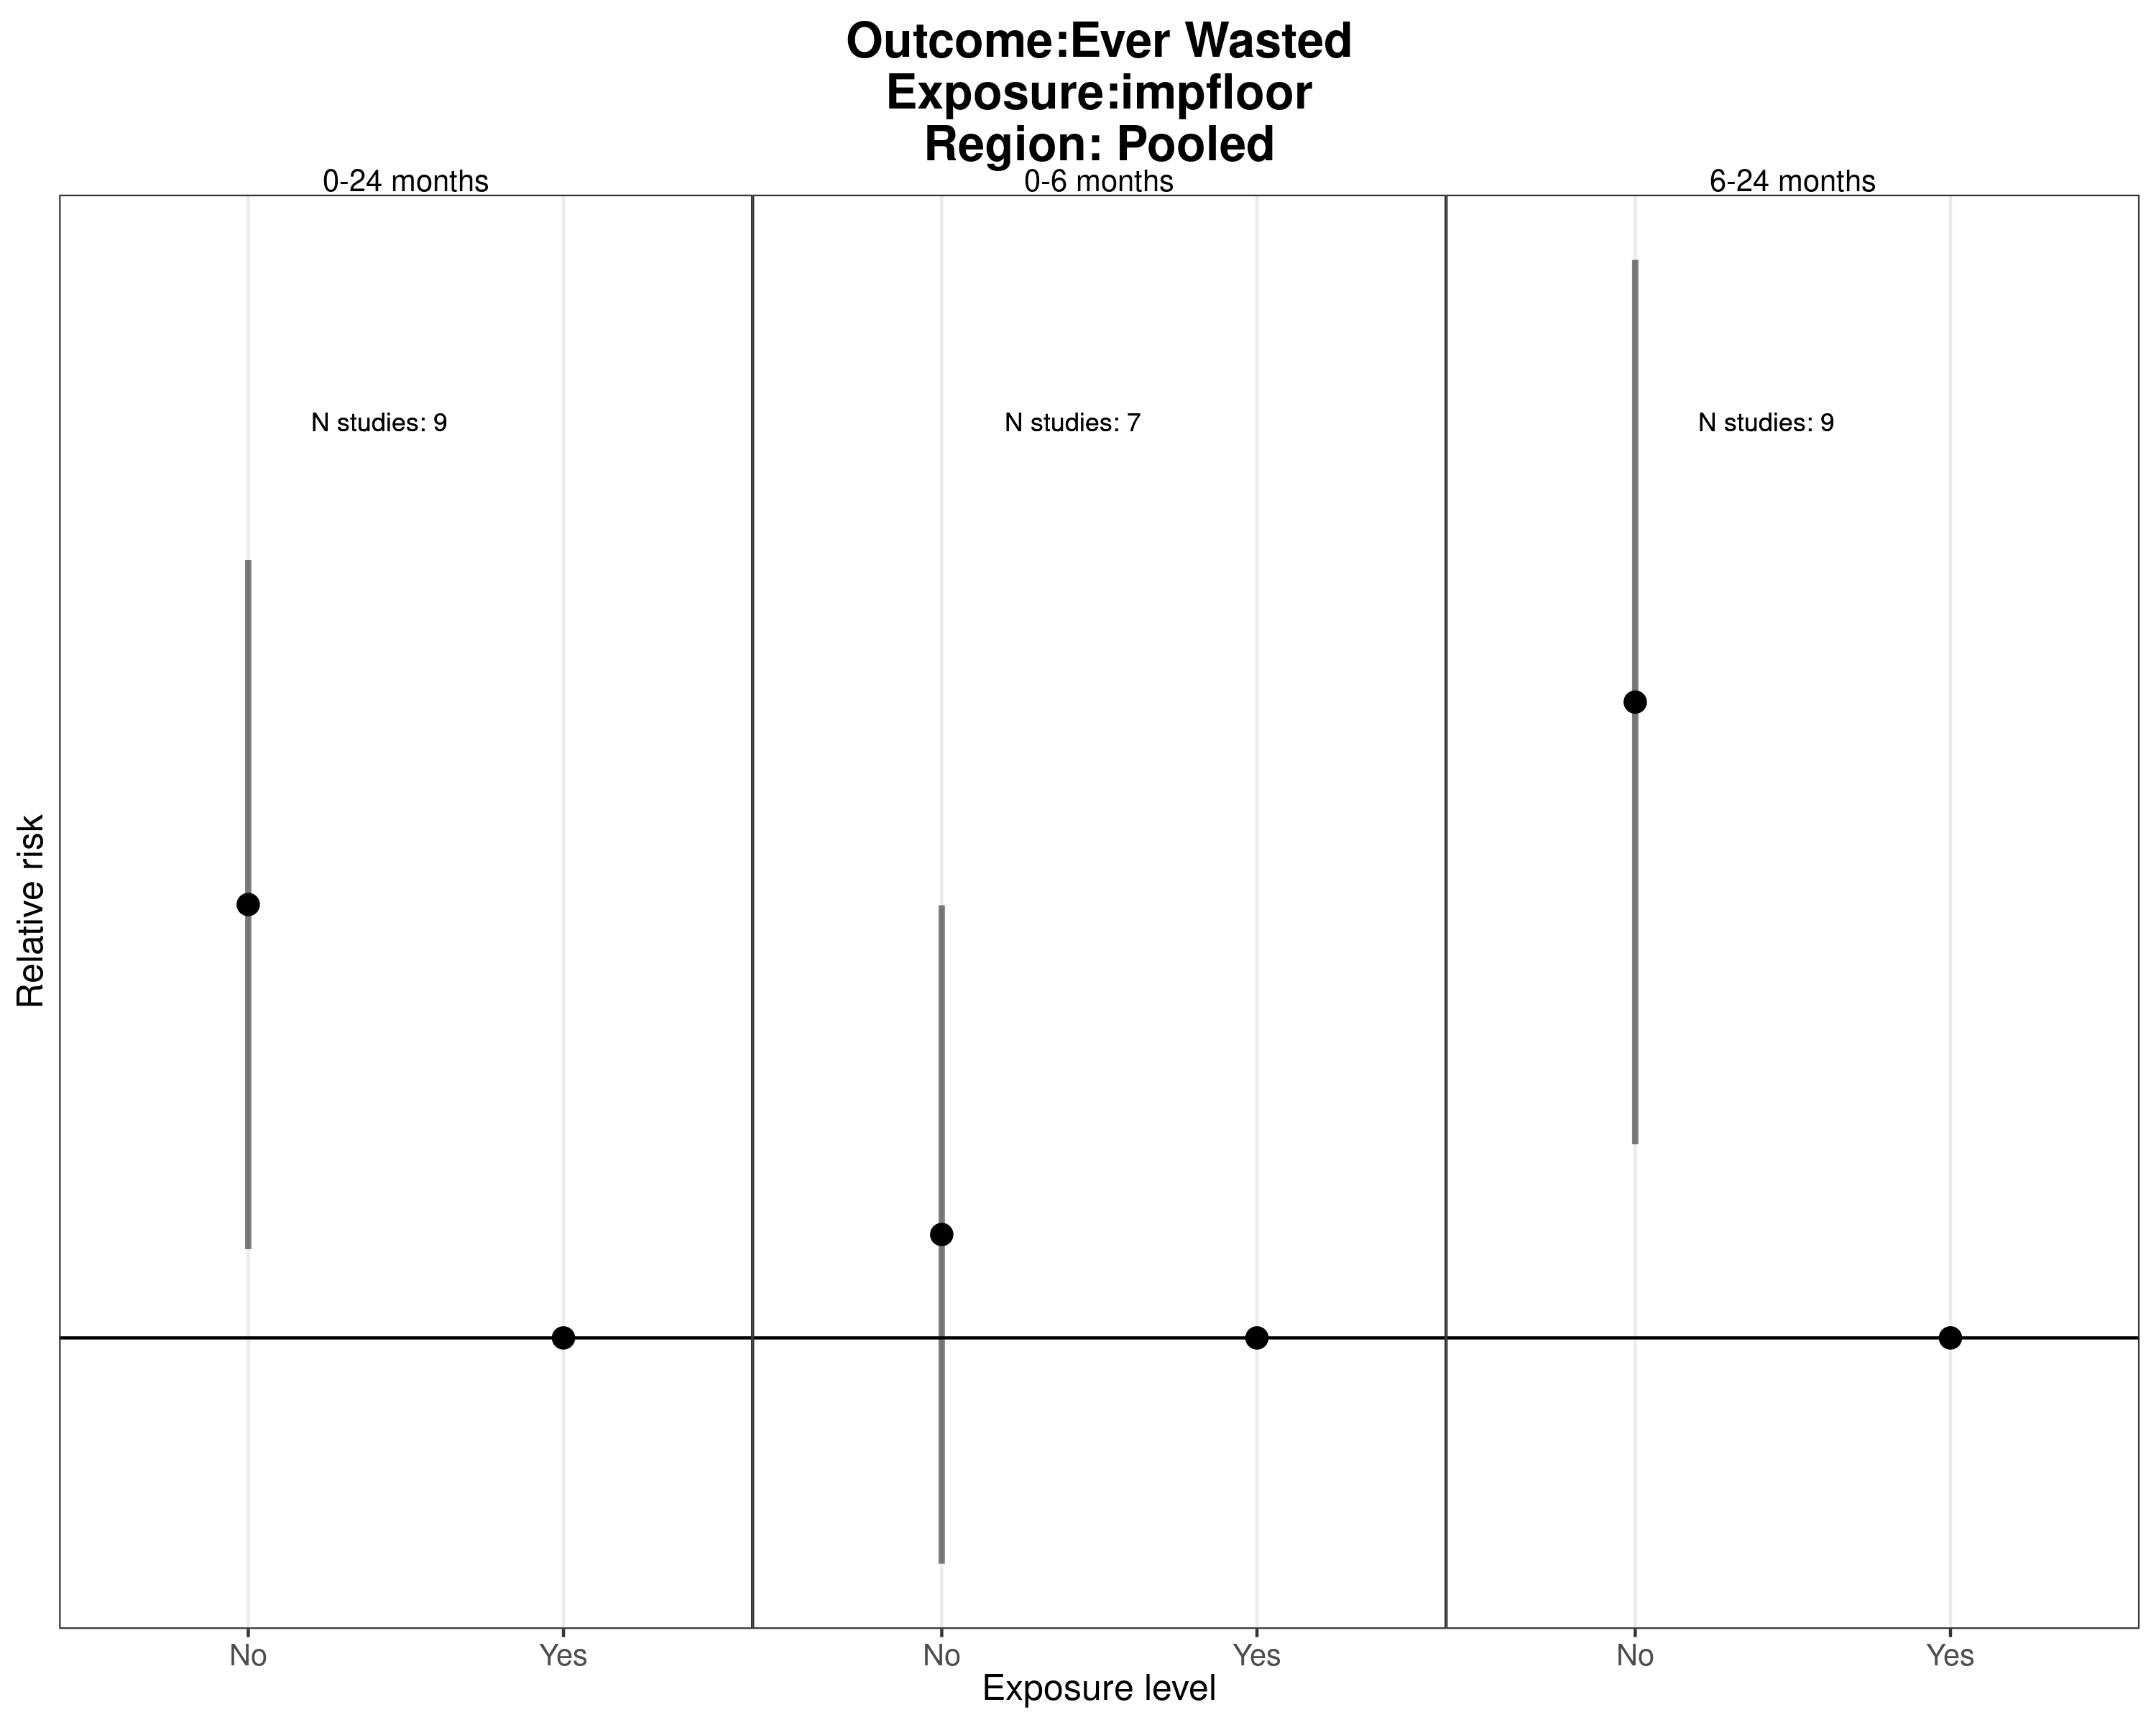 Outcome:Ever Wasted
Exposure:impfloor
Region: Pooled
0-24 months
0-6 months
6-24 months
N studies: 9
N studies: 7
N studies: 9
Relative risk
No
Yes
No
Yes
No
Yes
Exposure level